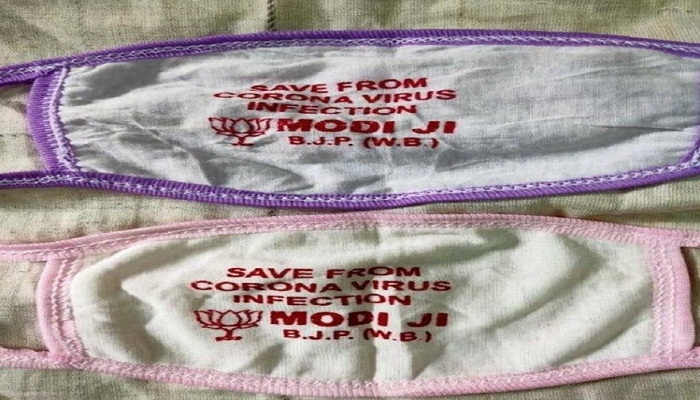 SAVE FROM
CORONA VIRUS
INFECTION
MODI JI
B.J.P. (W.B.)
SAVE FROM
CORONA VIRUS
INFECTION
MODI JI
B.J.P. (W.B.)